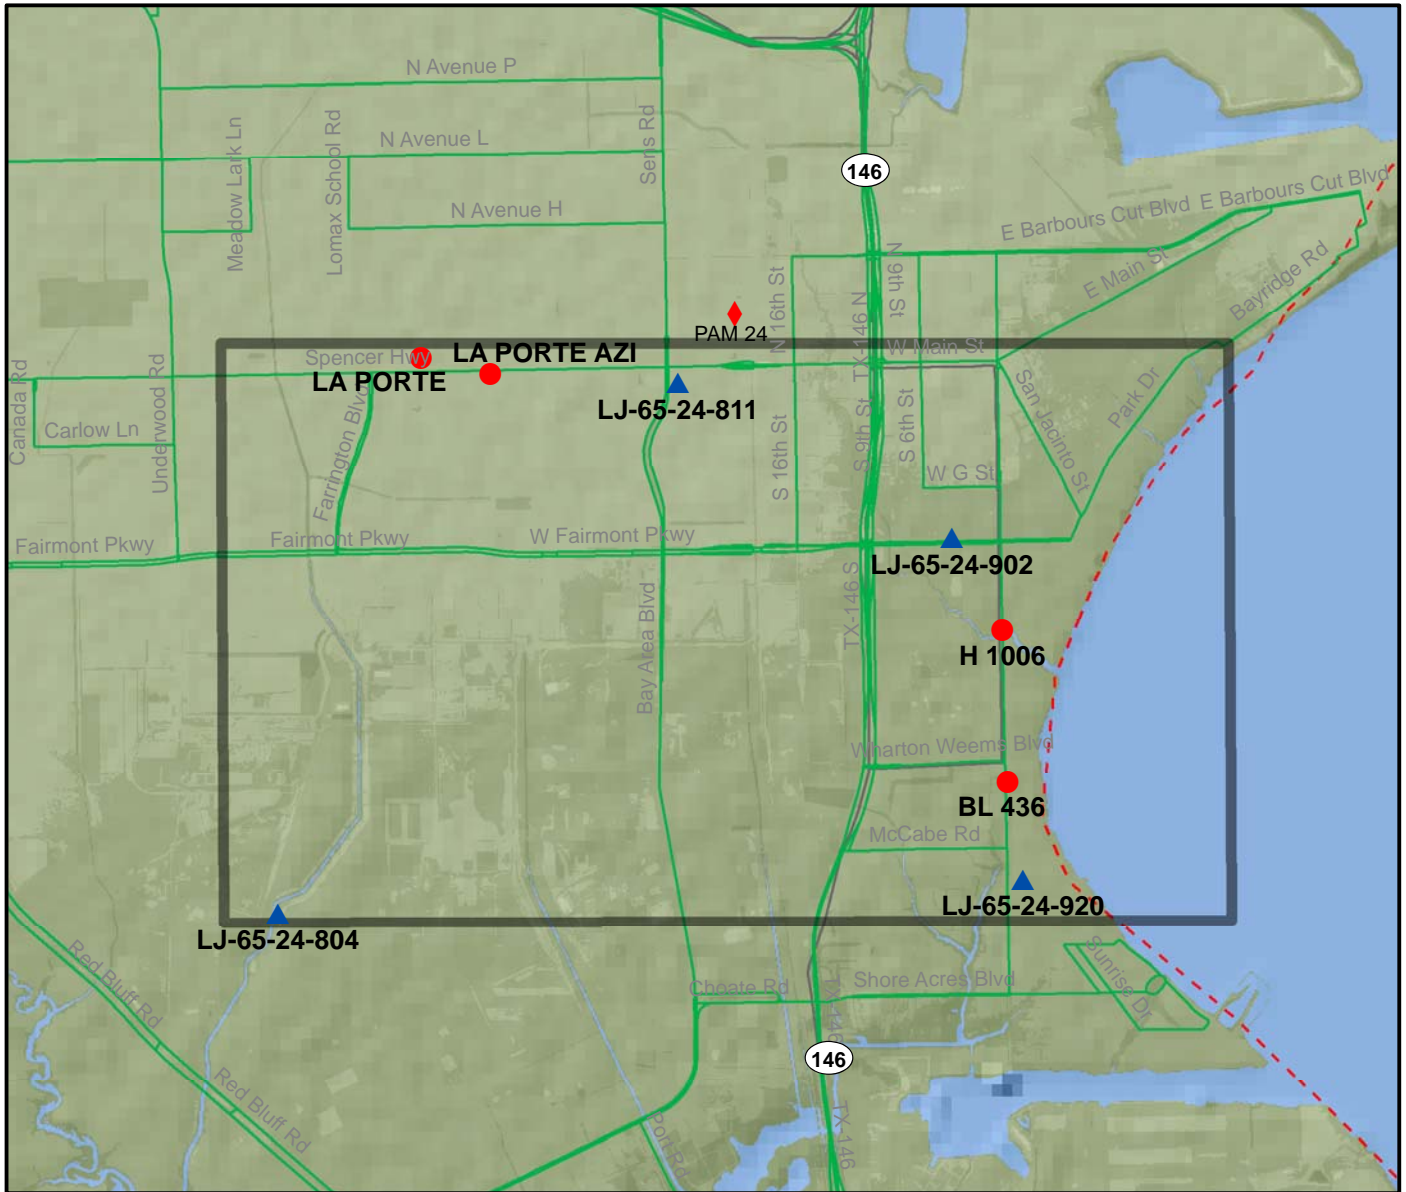 N Avenue P
N Avenue L
Meadow Lark Ln
Lomax School Rd
Sens Rd
146
N Avenue H
E Barbours Cut Blvd
E Barbours Cut Blvd
N 9th St
E Main St
Bayridge Rd
N 16th St
TX-146 N
PAM 24
W Main St
Spencer Hwy
LA PORTE AZI
LA PORTE
LJ-65-24-811
Canada Rd
Carlow Ln
Underwood Rd
Farrington Blvd
S 16th St
S 9th St
S 6th St
San Jacinto St
Park Dr
W G St
Fairmont Pkwy
Fairmont Pkwy
W Fairmont Pkwy
LJ-65-24-902
TX-146 S
Bay Area Blvd
H 1006
Wharton Weems Blvd
BL 436
McCabe Rd
LJ-65-24-920
LJ-65-24-804
Red Bluff Rd
Choate Rd
Shore Acres Blvd
Sunrise Dr
TX-146
146
Red Bluff Rd
Port Rd
TX-146